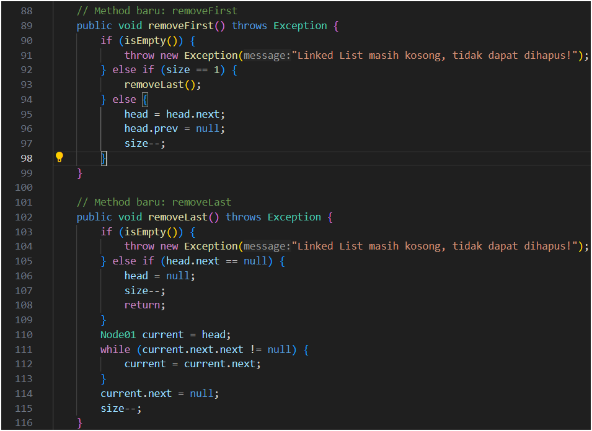 88 // Method baru: removeFirst
89 public void removeFirst() throws Exception {
90 if (isEmpty()) {
91 throw new Exception(message:"Linked List masih kosong, tidak dapat dihapus!");
92 } else if (size == 1) {
93 removeLast();
94 } else {
95 head = head.next;
96 head.prev = null;
97 size--;
98 }
99 }
100
101 // Method baru: removeLast
102 public void removeLast() throws Exception {
103 if (isEmpty()) {
104 throw new Exception(message:"Linked List masih kosong, tidak dapat dihapus!");
105 } else if (head.next == null) {
106 head = null;
107 size--;
108 return;
109 }
110 Node01 current = head;
111 while (current.next.next != null) {
112 current = current.next;
113 }
114 current.next = null;
115 size--;
116 }